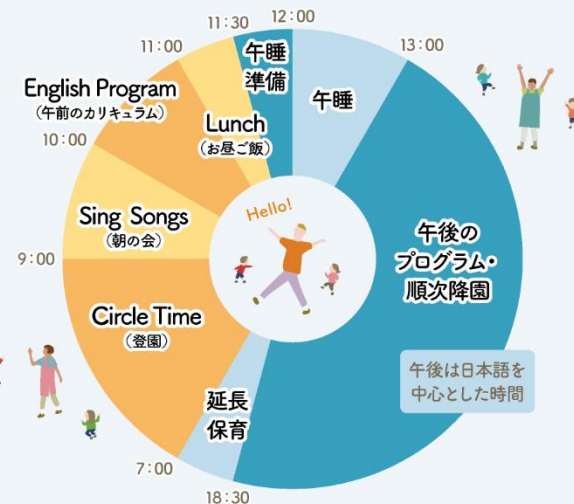 11:30
12:00
11:00
13:00
午睡
準備
午睡
English Program
(午前のカリキュラム)
Lunch
(お昼ご飯)
10:00
Hello!
Sing Songs
(朝の会)
午後の
プログラム・
順次降園
9:00
Circle Time
(登園)
午後は日本語を
中心とした時間
延長
保育
7:00
18:30